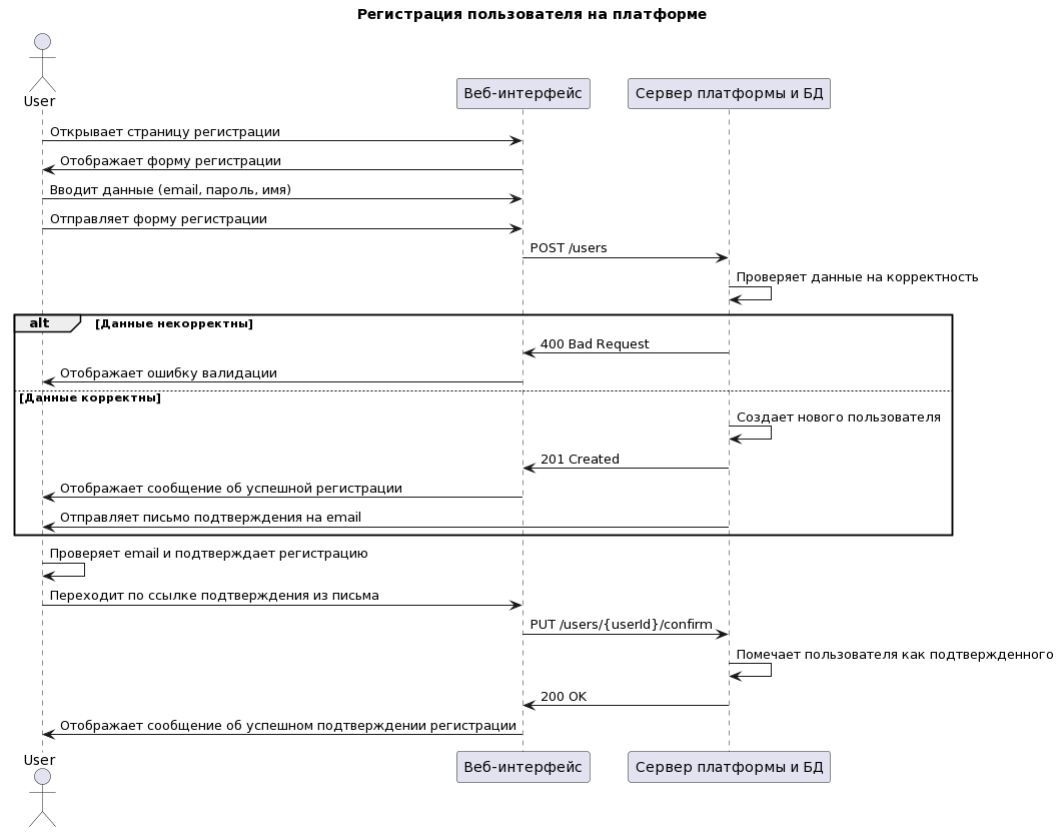 Регистрация пользователя на платформе
User
Веб-интерфейс
Сервер платформы и БД
Открывает страницу регистрации
Отображает форму регистрации
Вводит данные (email, пароль, имя)
Отправляет форму регистрации
POST /users
Проверяет данные на корректность
alt
[Данные некорректны]
400 Bad Request
Отображает ошибку валидации
[Данные корректны]
Создает нового пользователя
201 Created
Отображает сообщение об успешной регистрации
Отправляет письмо подтверждения на email
Проверяет email и подтверждает регистрацию
Переходит по ссылке подтверждения из письма
PUT /users/{userId}/confirm
Помечает пользователя как подтвержденного
200 OK
Отображает сообщение об успешном подтверждении регистрации
User
Веб-интерфейс
Сервер платформы и БД